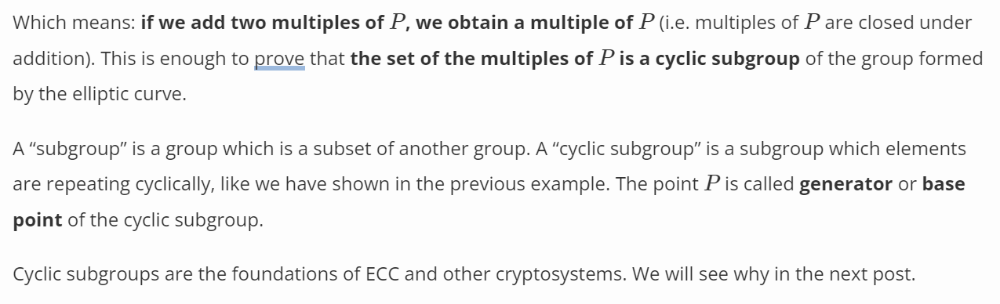 Which means: if we add two multiples of P, we obtain a multiple of P (i.e. multiples of P are closed under
addition). This is enough to prove that the set of the multiples of P is a cyclic subgroup of the group formed
by the elliptic curve.
A “subgroup” is a group which is a subset of another group. A “cyclic subgroup” is a subgroup which elements
are repeating cyclically, like we have shown in the previous example. The point P is called generator or base
point of the cyclic subgroup.
Cyclic subgroups are the foundations of ECC and other cryptosystems. We will see why in the next post.